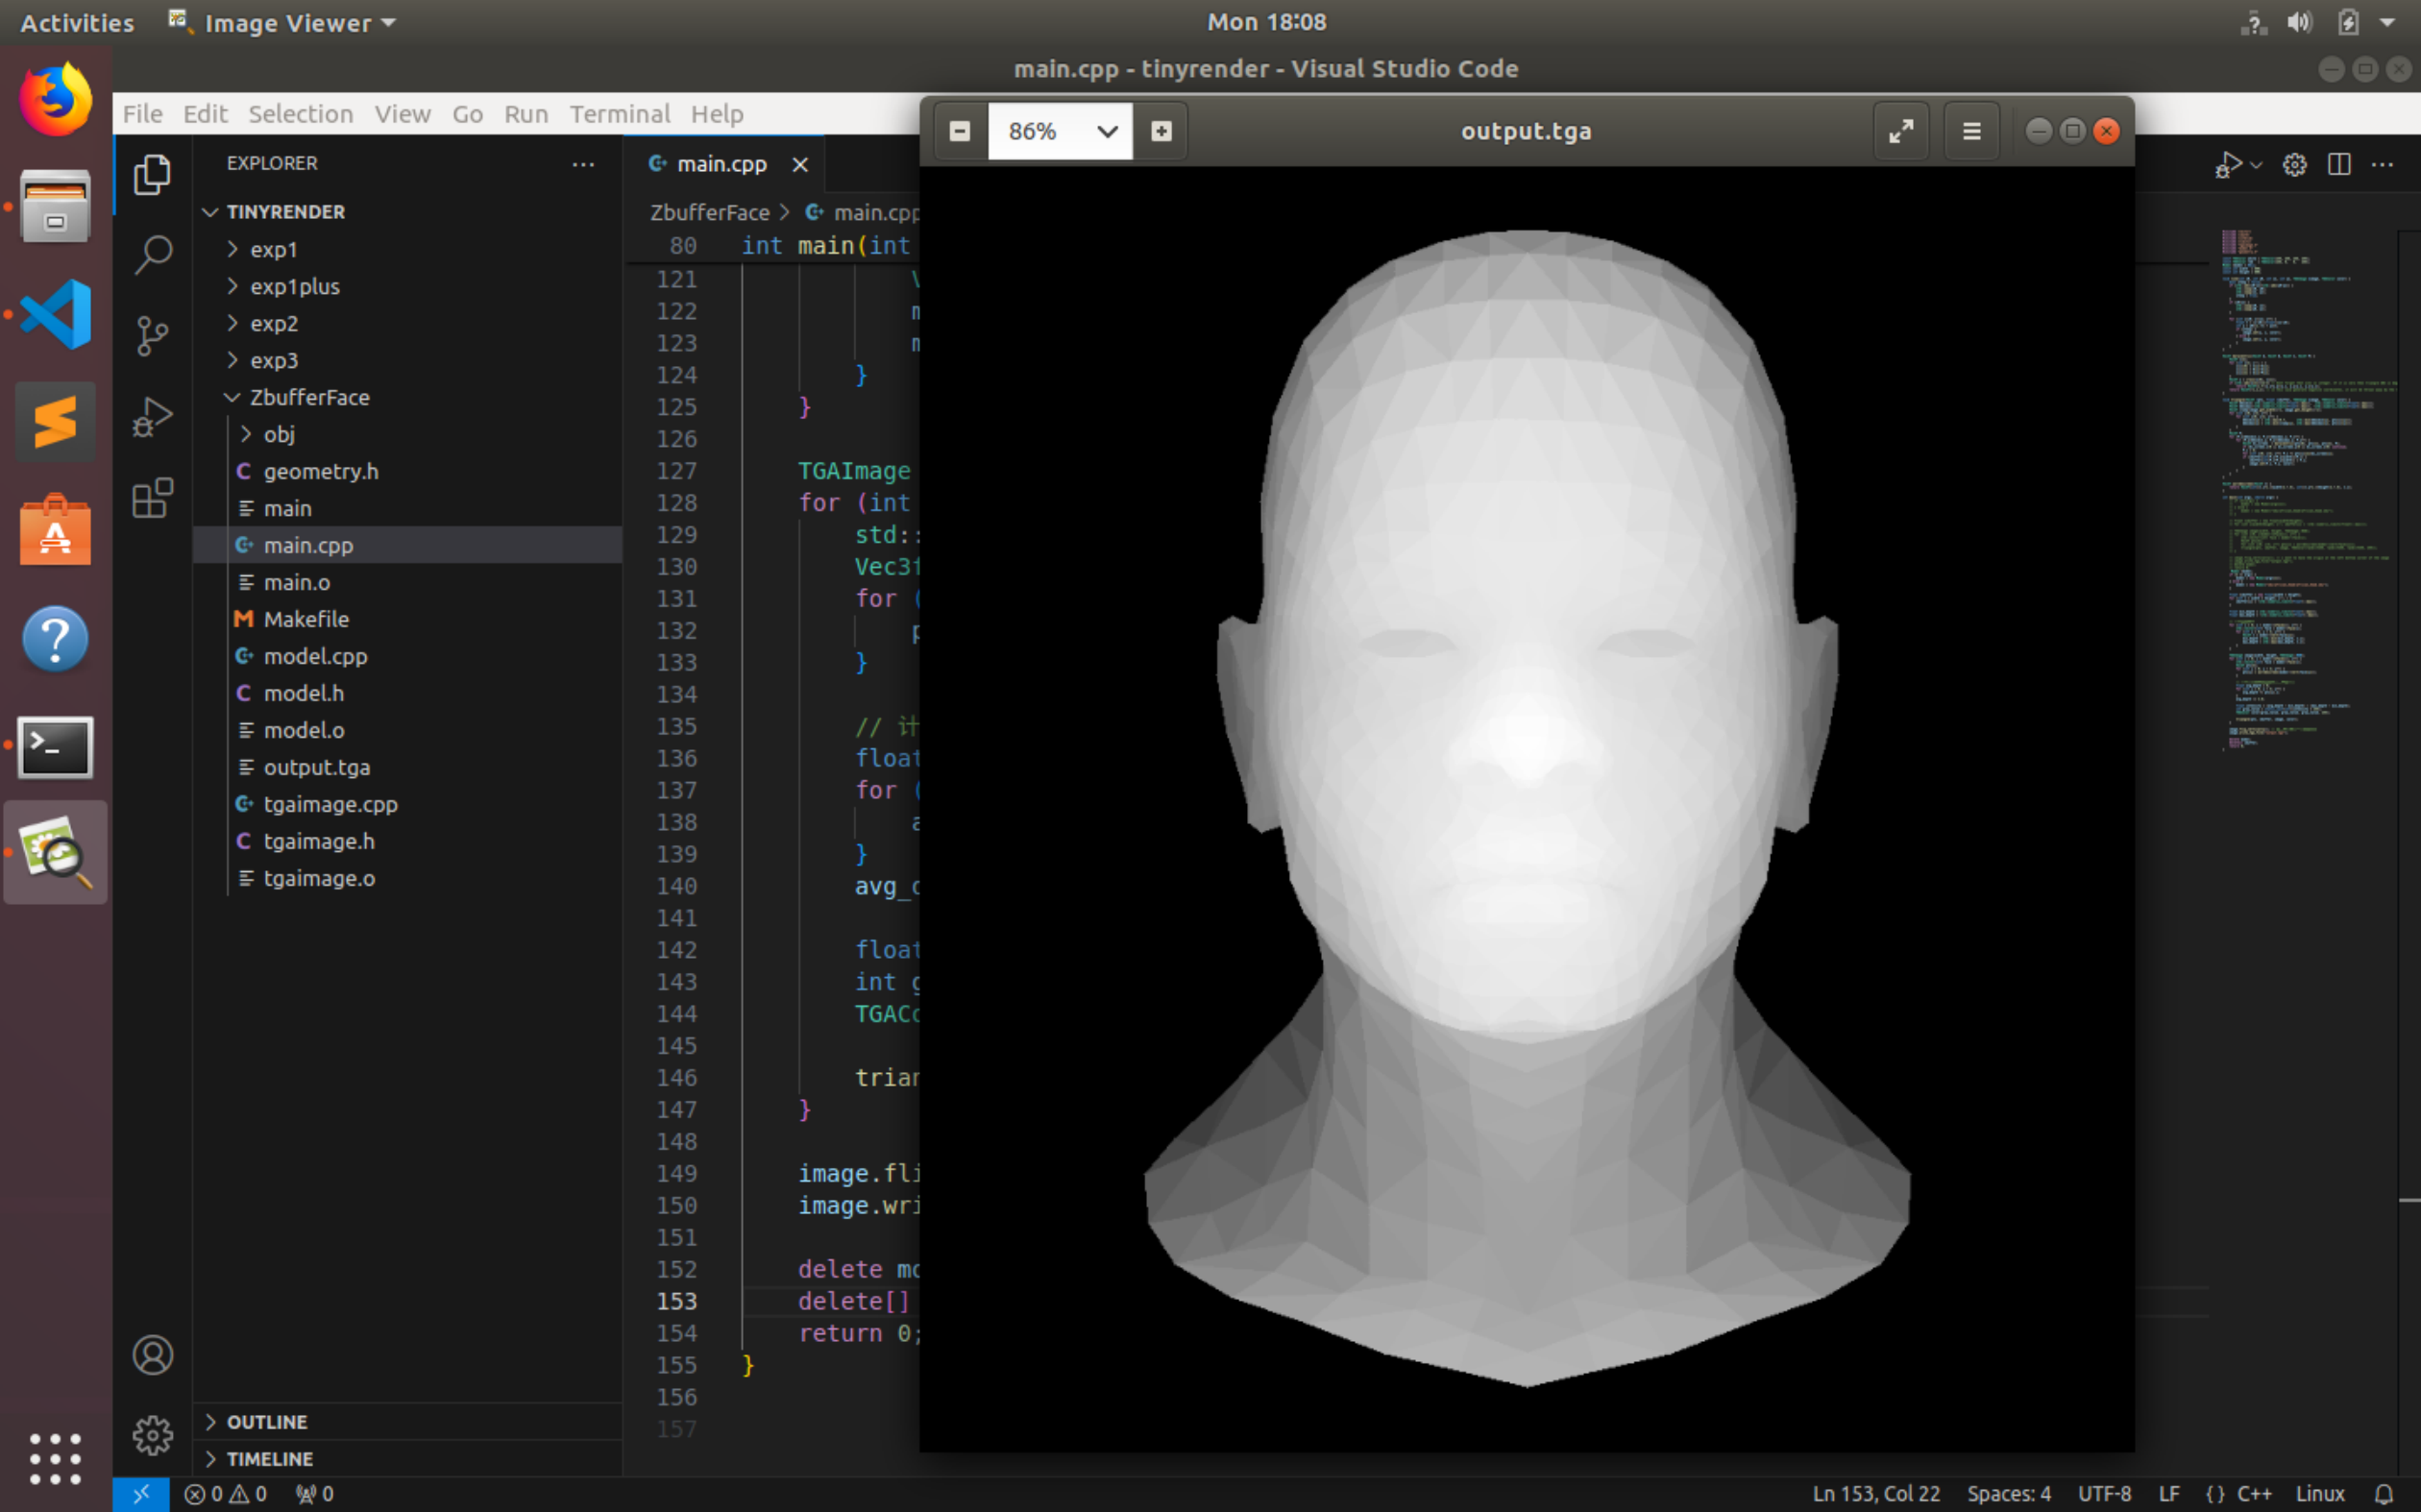 Activities Image Viewer Mon 18:08
main.cpp - tinyrender - Visual Studio Code
File Edit Selection View Go Run Terminal Help
86% output.tga
EXPLORER ···
main.cpp
TINYRENDER
ZbufferFace > main.cpp
exp1
exp1plus
exp2
exp3
ZbufferFace
obj
geometry.h
main
main.cpp
main.o
Makefile
model.cpp
model.h
model.o
output.tga
tgaimage.cpp
tgaimage.h
tgaimage.o
OUTLINE
TIMELINE
80 int main(int
121
122 m
123 m
124 }
125 }
126
127 TGAImage
128 for (int
129 std::
130 Vec3f
131 for (
132 p
133 }
134
135 // 计
136 float
137 for (
138 a
139 }
140 avg_d
141
142 float
143 int g
144 TGACo
145
146 trian
147 }
148
149 image.fli
150 image.wri
151
152 delete mo
153 delete[]
154 return 0;
155 }
156
157
0 0 0
Ln 153, Col 22 Spaces: 4 UTF-8 LF {} C++ Linux